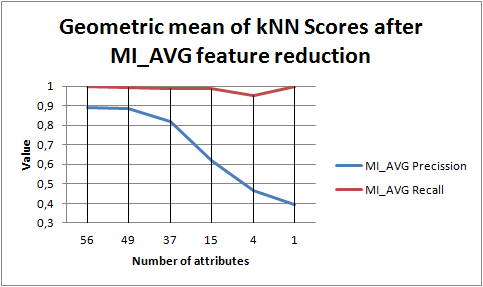 Geometric mean of kNN Scores after
MI_AVG feature reduction
1
0,9
0,8
0,7
0,6
0,5
0,4
0,3
Value
56 49 37 15 4 1
Number of attributes
MI_AVG Precission
MI_AVG Recall